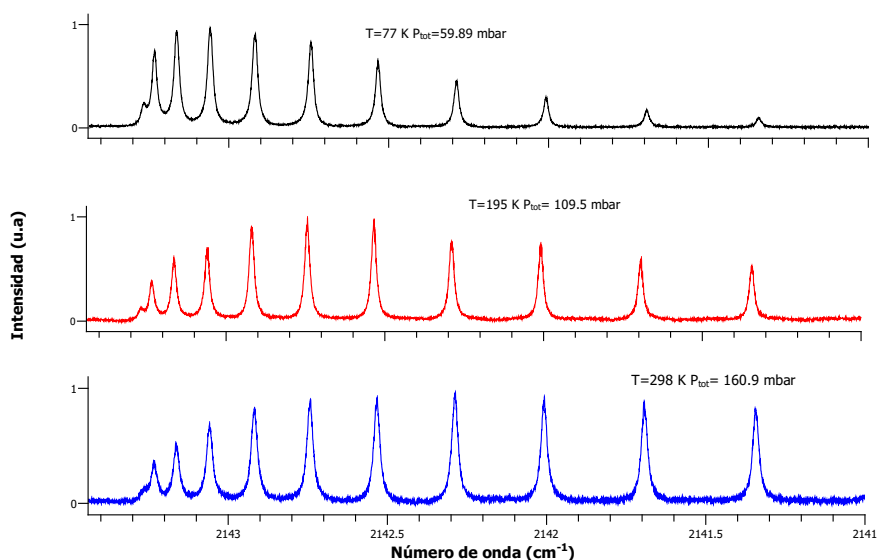 1
T=77 K Ptot=59.89 mbar
0
1
T=195 K Ptot= 109.5 mbar
Intensidad (u.a)
0
1
T=298 K Ptot= 160.9 mbar
0
2143 2142.5 2142 2141.5 2141
Número de onda (cm-1)